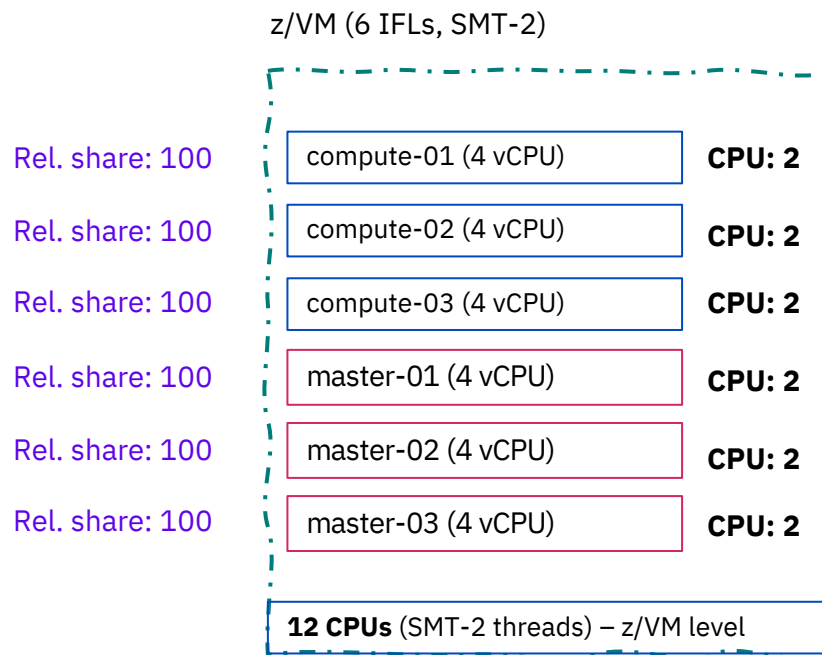 z/VM (6 IFLs, SMT-2)
Rel. share: 100 compute-01 (4 vCPU) CPU: 2
Rel. share: 100 compute-02 (4 vCPU) CPU: 2
Rel. share: 100 compute-03 (4 vCPU) CPU: 2
Rel. share: 100 master-01 (4 vCPU) CPU: 2
Rel. share: 100 master-02 (4 vCPU) CPU: 2
Rel. share: 100 master-03 (4 vCPU) CPU: 2
12 CPUs (SMT-2 threads) – z/VM level